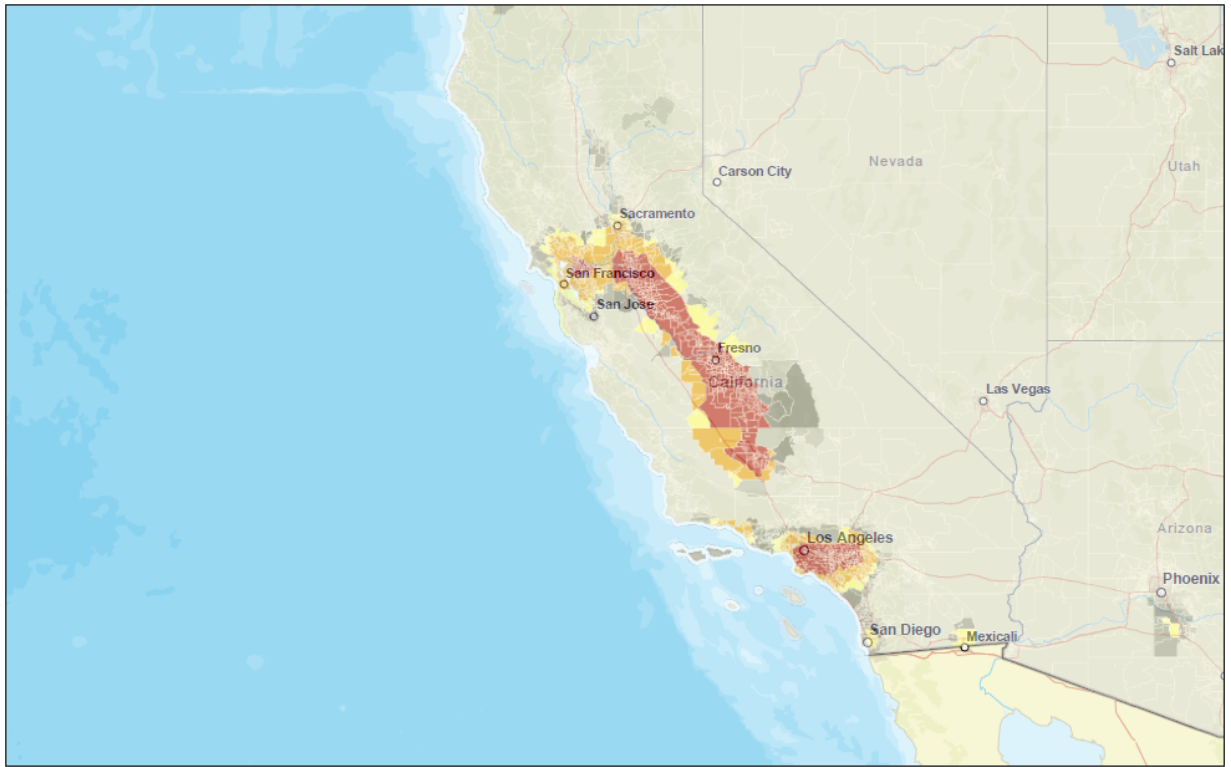 Salt Lak
Carson City
Nevada
Utah
Sacramento
San Francisco
San Jose
Fresno
California
Las Vegas
Los Angeles
Arizona
Phoenix
San Diego
Mexicali